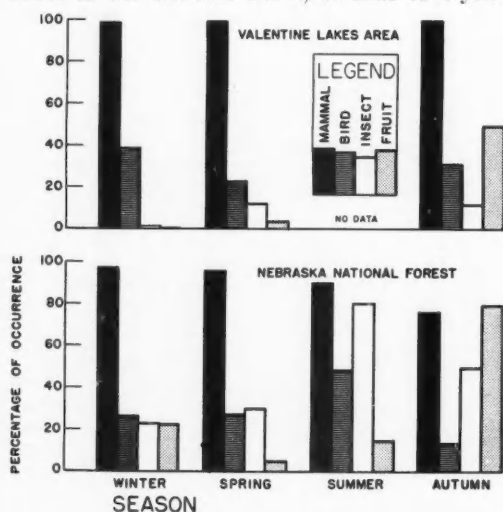 VALENTINE LAKES AREA
LEGEND
MAMMAL
BIRD
INSECT
FRUIT
NO DATA
100
80
60
40
20
0
NEBRASKA NATIONAL FOREST
100
80
60
40
20
0
PERCENTAGE OF OCCURRENCE
WINTER SPRING SUMMER AUTUMN
SEASON